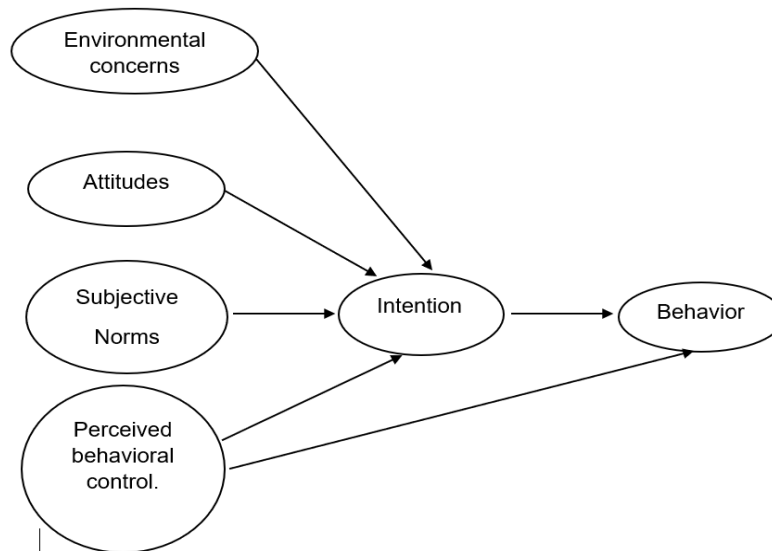 Environmental
concerns
Attitudes
Subjective
Norms
Intention
Behavior
Perceived
behavioral
control.